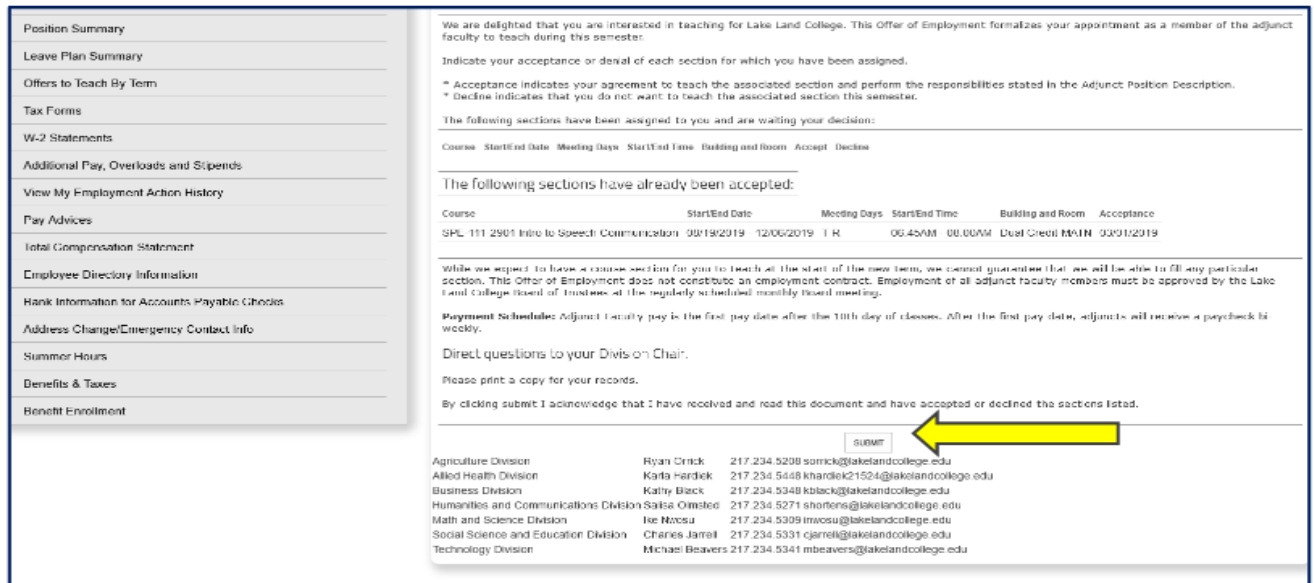 Position Summary
Leave Plan Summary
Offers to Teach By Term
Tax Forms
W-2 Statements
Additional Pay, Overloads and Stipends
View My Employment Action History
Pay Advices
Total Compensation Statement
Employee Directory Information
Bank Information for Accounts Payable Checks
Address Change/Emergency Contact Info
Summer Hours
Benefits & Taxes
Benefit Enrollment
We are delighted that you are interested in teaching for Lake Land College. This Offer of Employment formalizes your appointment as a member of the adjunct
faculty to teach during this semester.
Indicate your acceptance or denial of each section for which you have been assigned.
* Acceptance indicates your agreement to teach the associated section and perform the responsibilities stated in the Adjunct Position Description.
* Decline indicates that you do not want to teach the associated section this semester.
The following sections have been assigned to you and are waiting your decision:
Course Start/End Date Meeting Days Start/End Time Building and Room Accept Decline
The following sections have already been accepted:
Course Start/End Date Meeting Days Start/End Time Building and Room Acceptance
SPE-111-2901 Intro to Speech Communication 08/19/2019 - 12/06/2019 T R 06:45AM - 08:00AM Dual Credit MATN 03/01/2019
While we expect to have a course section for you to teach at the start of the new term, we cannot guarantee that we will be able to fill any particular
section. This Offer of Employment does not constitute an employment contract. Employment of all adjunct faculty members must be approved by the Lake
Land College Board of Trustees at the regularly scheduled monthly Board meeting.
Payment Schedule: Adjunct Faculty pay is the first pay date after the 10th day of classes. After the first pay date, adjuncts will receive a paycheck bi
weekly.
Direct questions to your Division Chair.
Please print a copy for your records.
By clicking submit I acknowledge that I have received and read this document and have accepted or declined the sections listed.
SUBMIT
Agriculture Division Ryan Orrick 217.234.5208 sorrick@lakelandcollege.edu
Allied Health Division Karla Hardiek 217.234.5448 khardiek21524@lakelandcollege.edu
Business Division Kathy Black 217.234.5348 kblack@lakelandcollege.edu
Humanities and Communications Division Salisa Olmsted 217.234.5271 shortens@lakelandcollege.edu
Math and Science Division Ike Nwosu 217.234.5309 inwosu@lakelandcollege.edu
Social Science and Education Division Charles Jarrell 217.234.5331 cjarrell@lakelandcollege.edu
Technology Division Michael Beavers 217.234.5341 mbeavers@lakelandcollege.edu